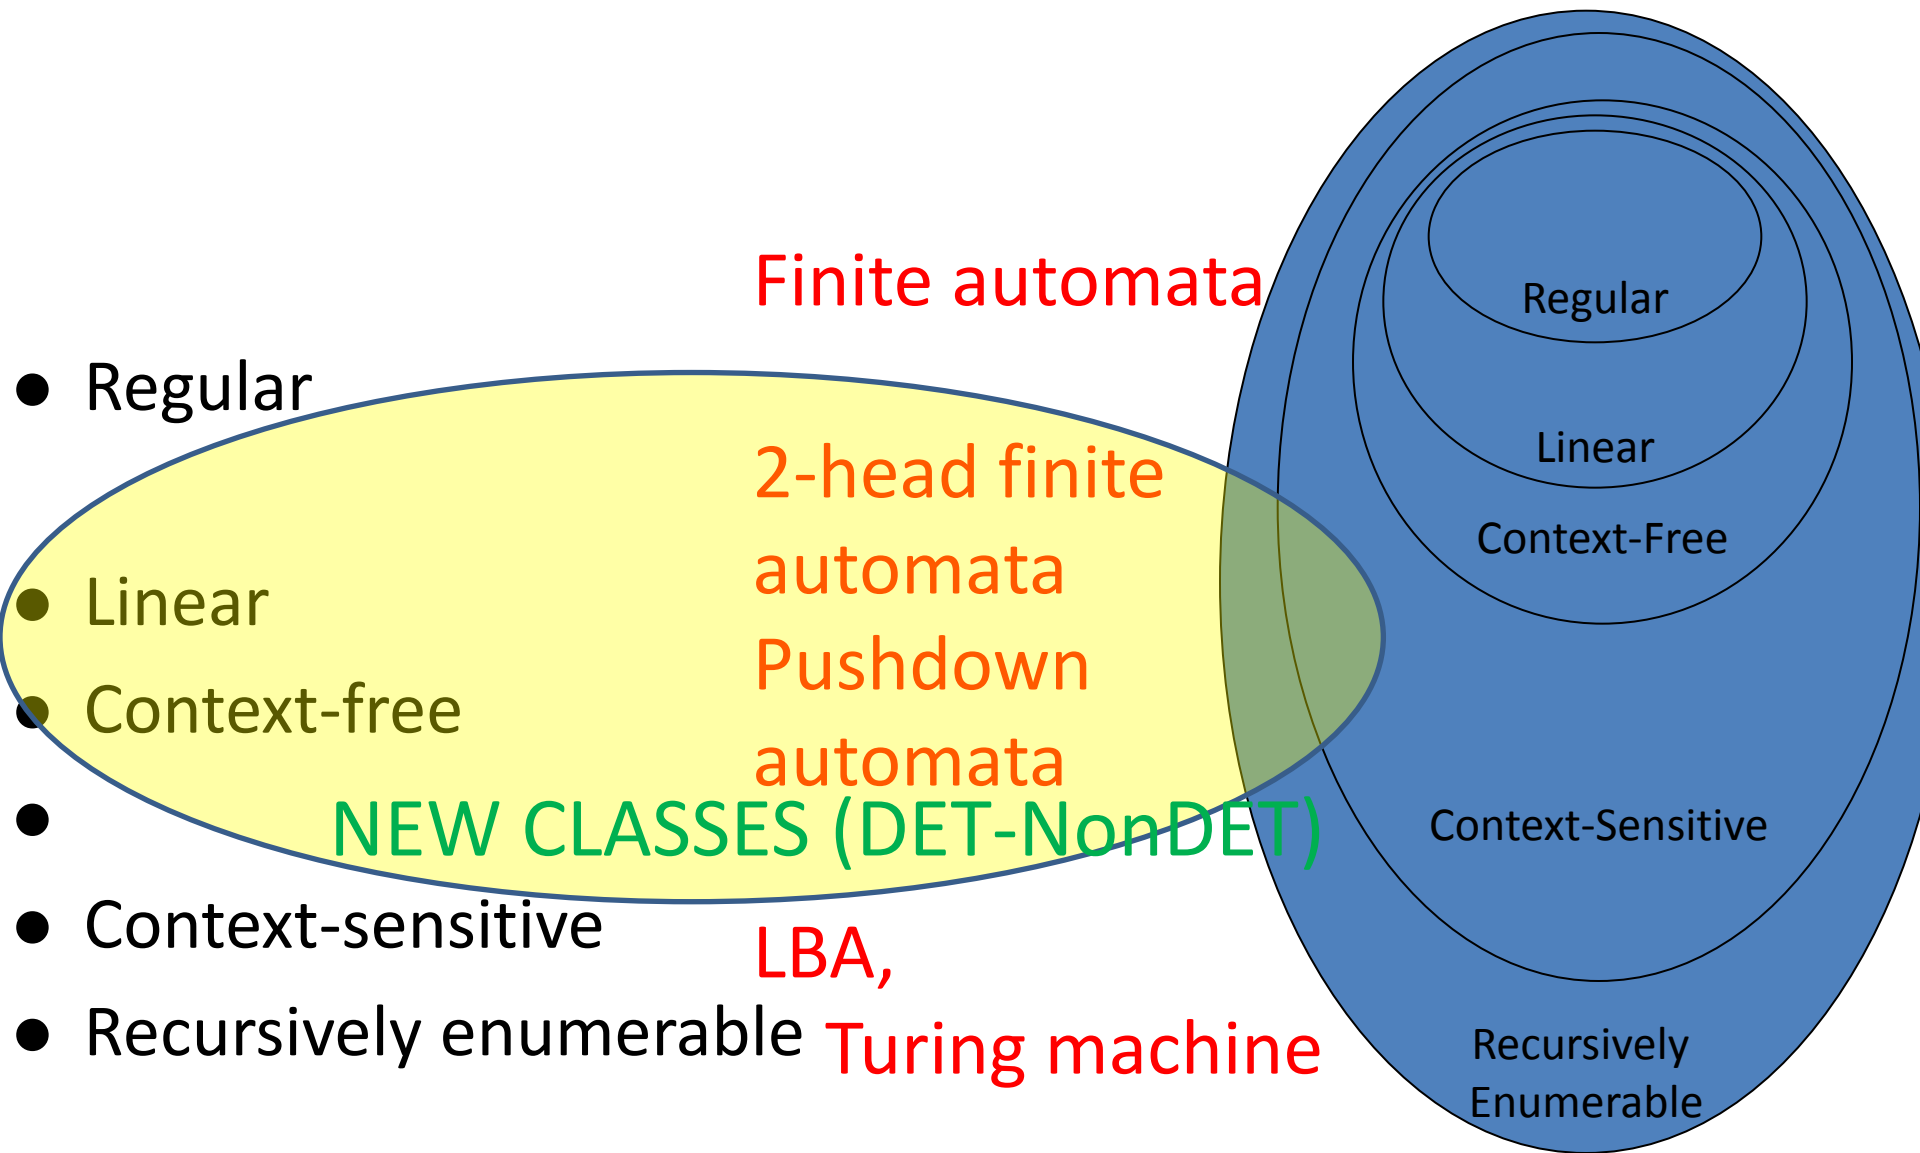 Finite automata
● Regular
2-head finite
automata
● Linear
Pushdown
● Context-free
automata
●
NEW CLASSES (DET-NonDET)
● Context-sensitive
LBA,
● Recursively enumerable
Turing machine
Regular
Linear
Context-Free
Context-Sensitive
Recursively
Enumerable